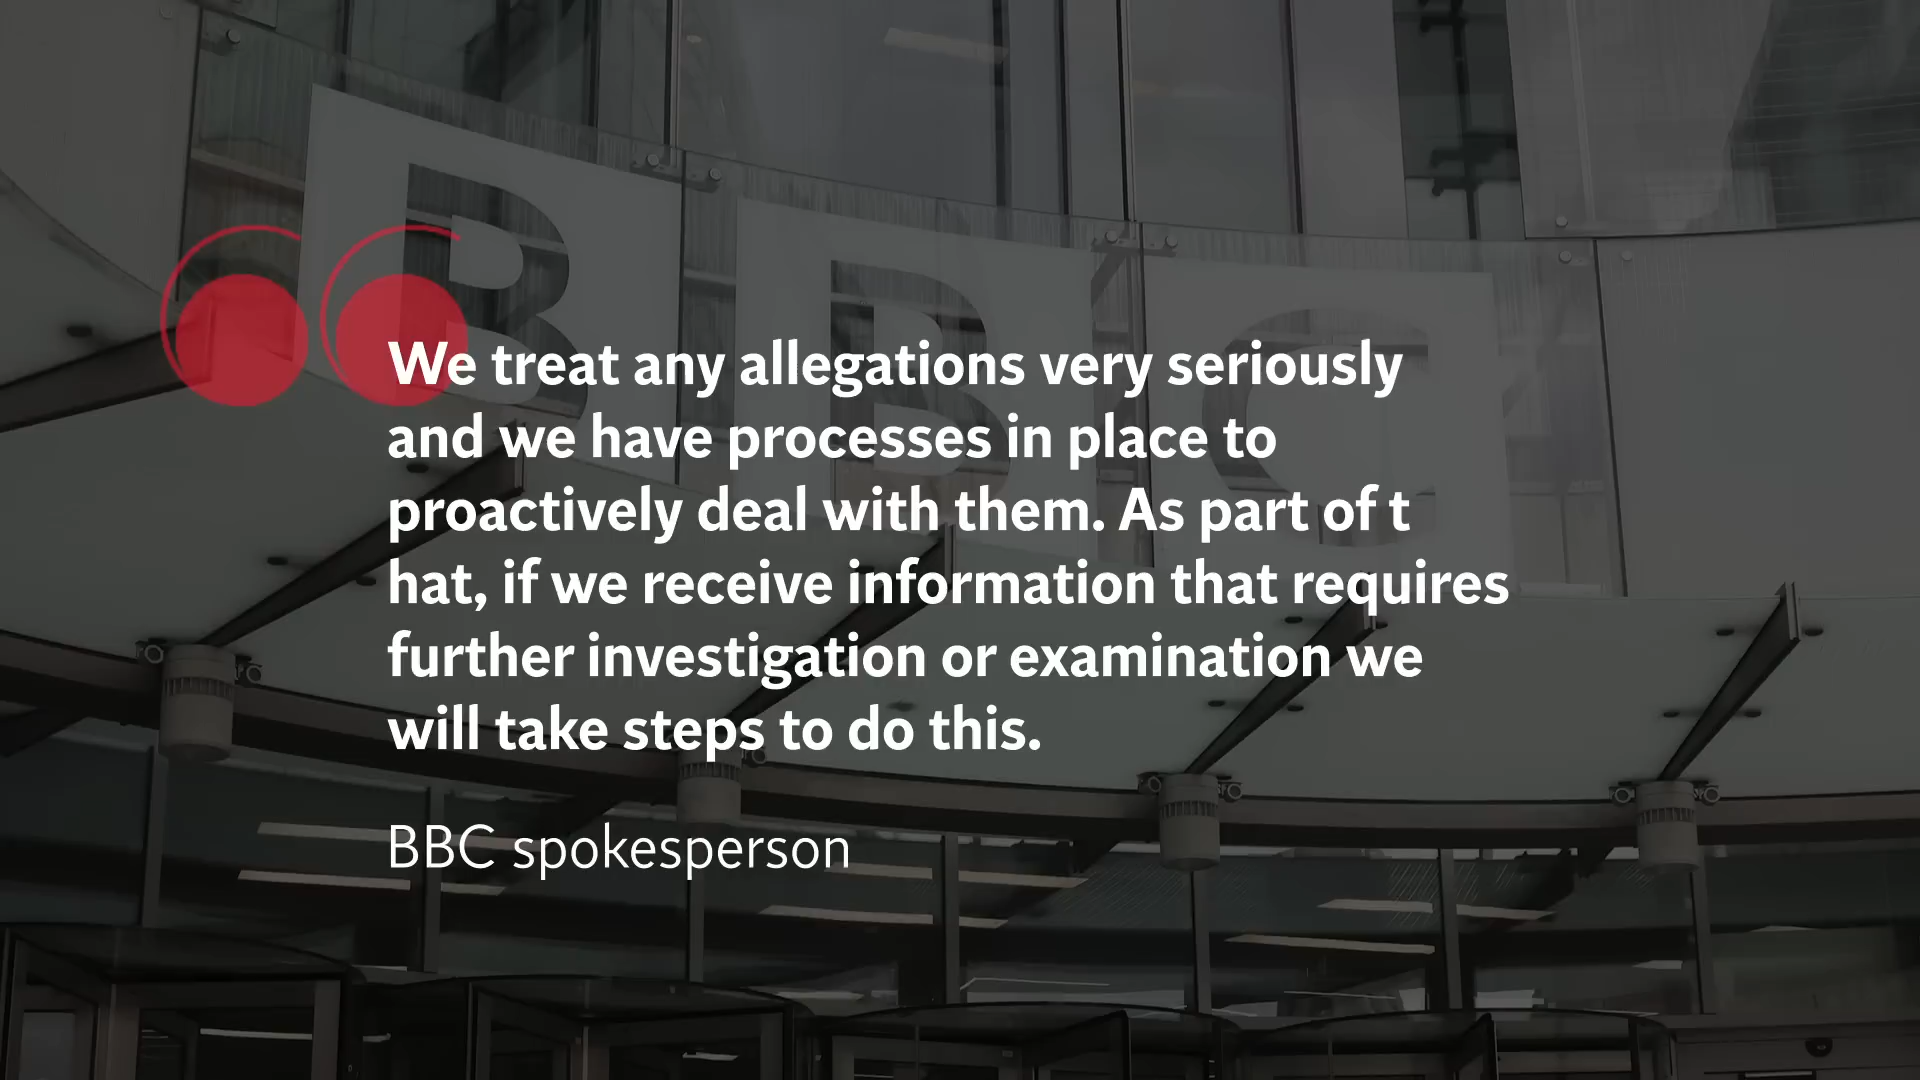 BBC
We treat any allegations very seriously
and we have processes in place to
proactively deal with them. As part of t
hat, if we receive information that requires
further investigation or examination we
will take steps to do this.
BBC spokesperson